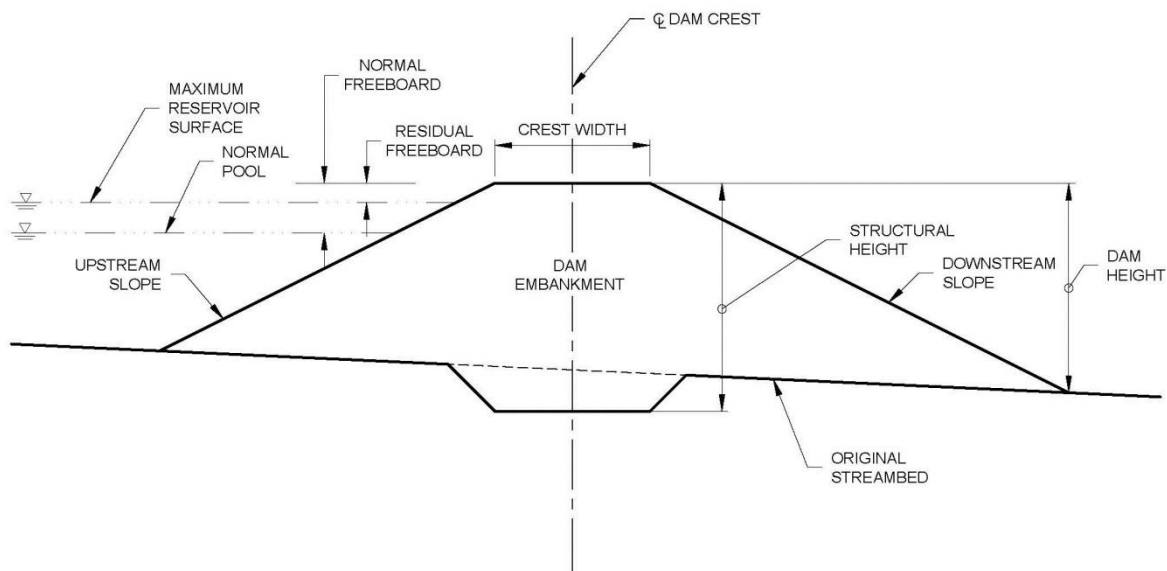 ℄ DAM CREST
NORMAL
FREEBOARD
MAXIMUM
RESERVOIR
SURFACE
RESIDUAL
FREEBOARD
CREST WIDTH
NORMAL
POOL
STRUCTURAL
HEIGHT
DAM
HEIGHT
UPSTREAM
SLOPE
DAM
EMBANKMENT
DOWNSTREAM
SLOPE
ORIGINAL
STREAMBED